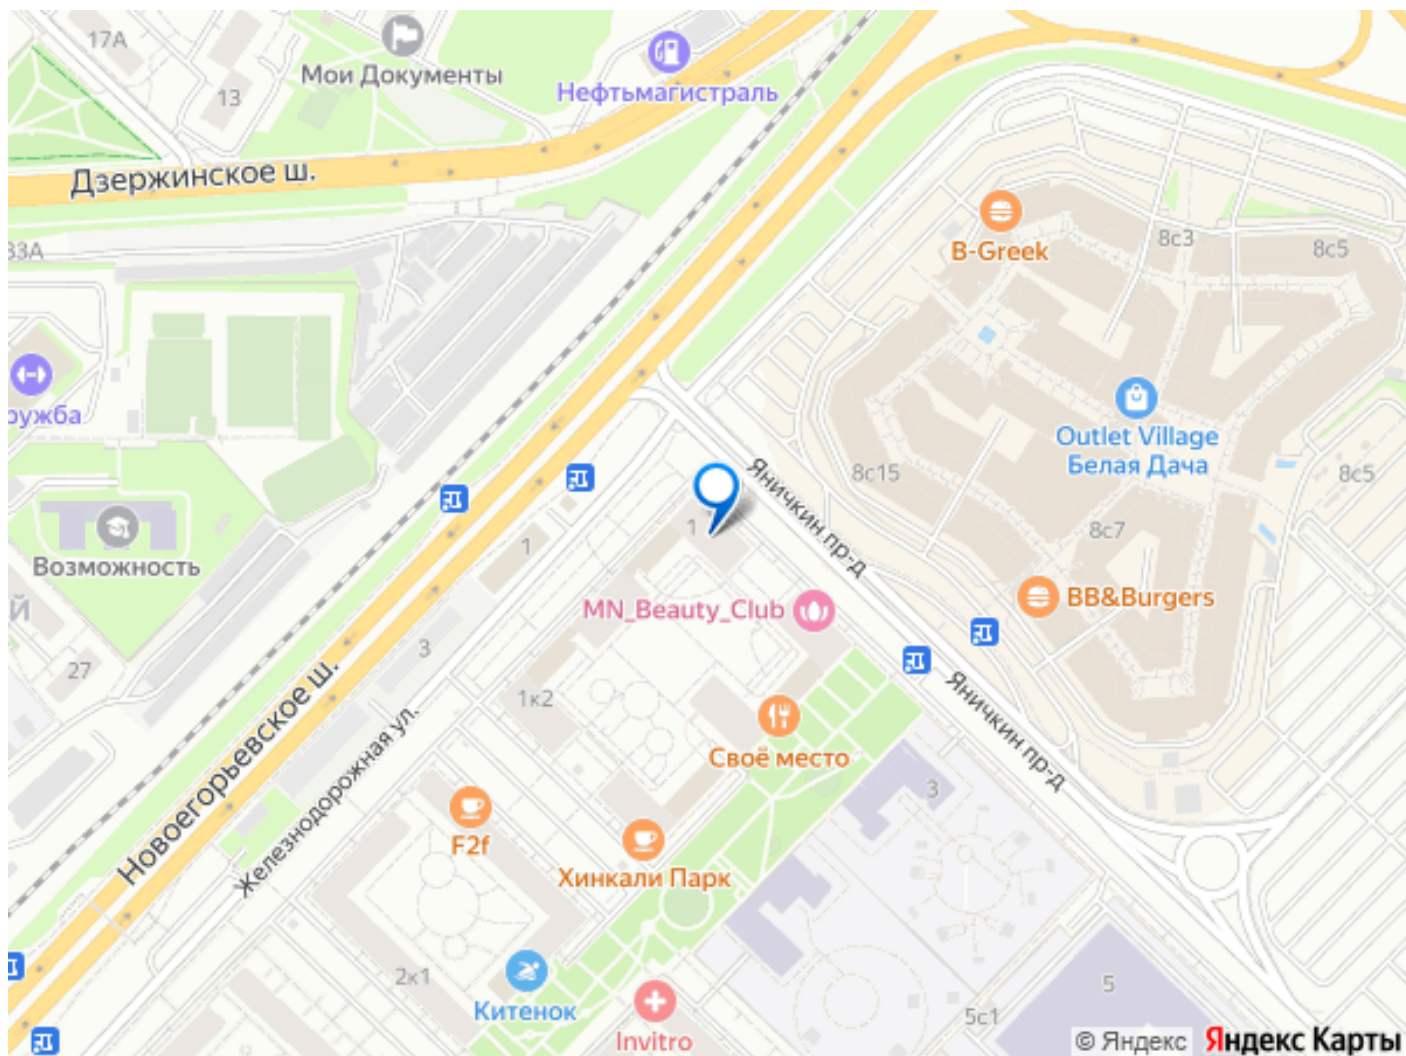 17А
Мои Документы
13
Нефтьмагистраль
Дзержинское ш.
33А
B-Greek
8с3
8с5
ружба
Outlet Village
Белая Дача
8с15
8с5
Яничкин пр-д
1
1
8с7
Возможность
Й
MN_Beauty_Club
BB&Burgers
3
27
1к2
Новоегорьевское ш.
Железнодорожная ул.
Своё место
Яничкин пр-д
3
F2f
Хинкали Парк
2к1
Китенок
Invitro
5
5с1
© Яндекс Яндекс Карты